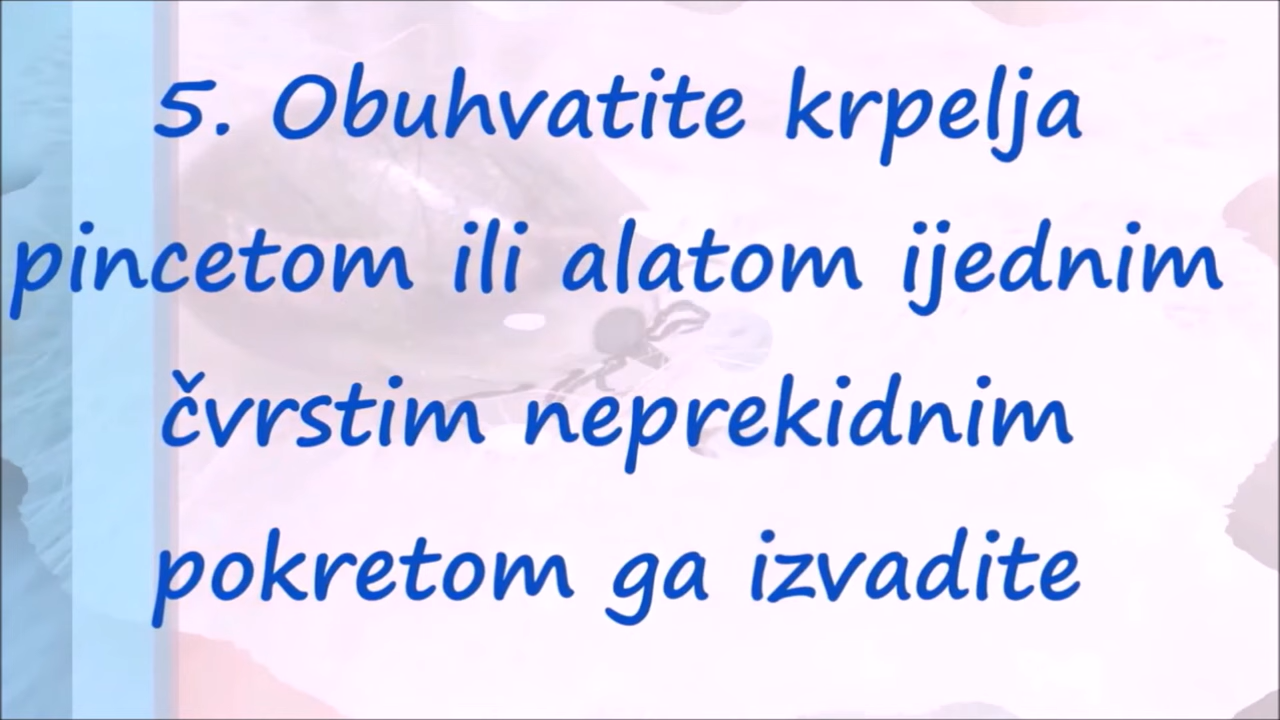 5. Obuhvatite krpelja
pincetom ili alatom ijednim
čvrstim neprekidnim
pokretom ga izvadite